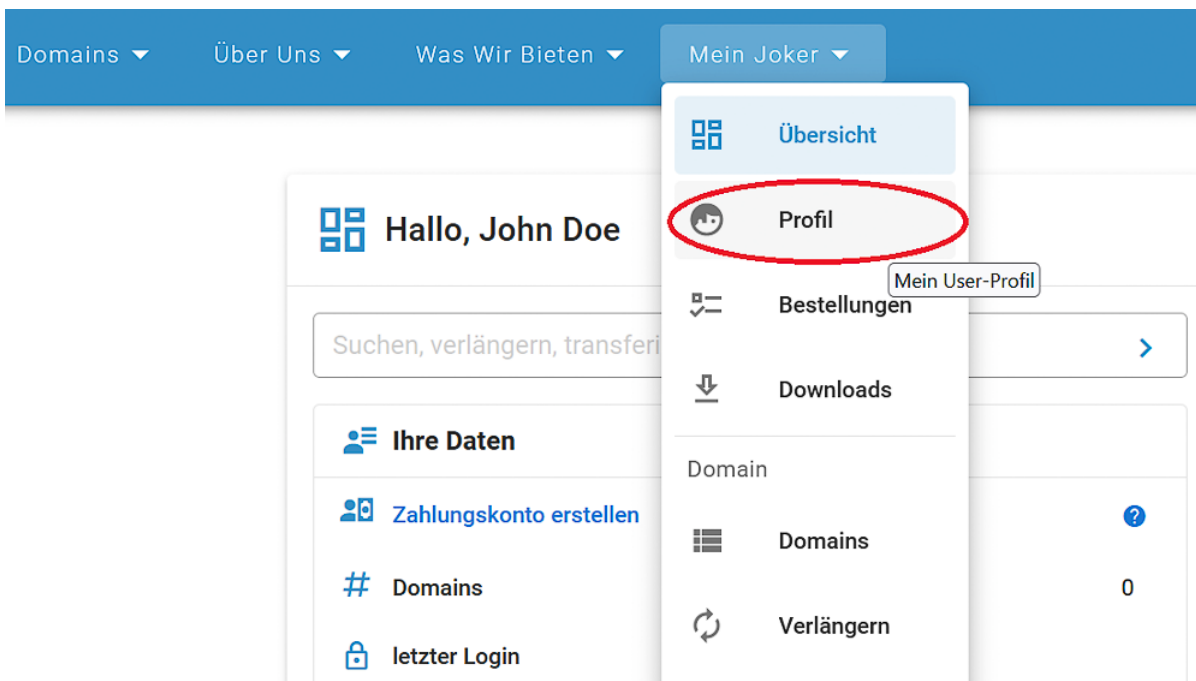 Domains Über Uns Was Wir Bieten Mein Joker
Übersicht
Profil
Mein User-Profil
Bestellungen
Downloads
Domain
Domains
Verlängern
Hallo, John Doe
Suchen, verlängern, transferi
Ihre Daten
Zahlungskonto erstellen
# Domains 0
letzter Login